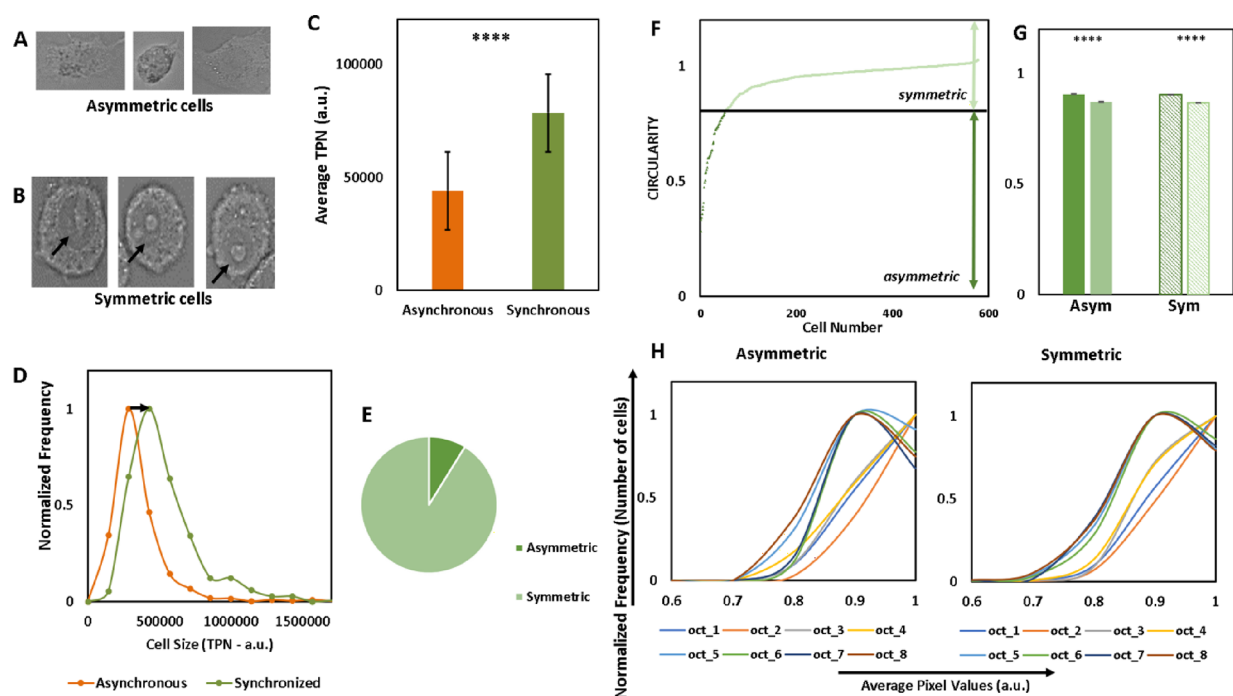 A
Asymmetric cells
B
Symmetric cells
C
****
100000
50000
0
Average TPN (a.u.)
Asynchronous Synchronous
D
Normalized Frequency
1
0.5
0
0 500000 1000000 1500000
Cell Size (TPN - a.u.)
Asynchronous Synchronized
E
Asymmetric
Symmetric
F
CIRCULARITY
1
0.5
0
symmetric
asymmetric
0 200 400 600
Cell Number
G
**** ****
1
0.5
0
Asym Sym
H
Normalized Frequency (Number of cells)
Asymmetric
1
0.5
0
0.6 0.7 0.8 0.9 1
oct_1 oct_2 oct_3 oct_4
oct_5 oct_6 oct_7 oct_8
Symmetric
1
0.5
0
0.6 0.7 0.8 0.9 1
oct_1 oct_2 oct_3 oct_4
oct_5 oct_6 oct_7 oct_8
Average Pixel Values (a.u.)